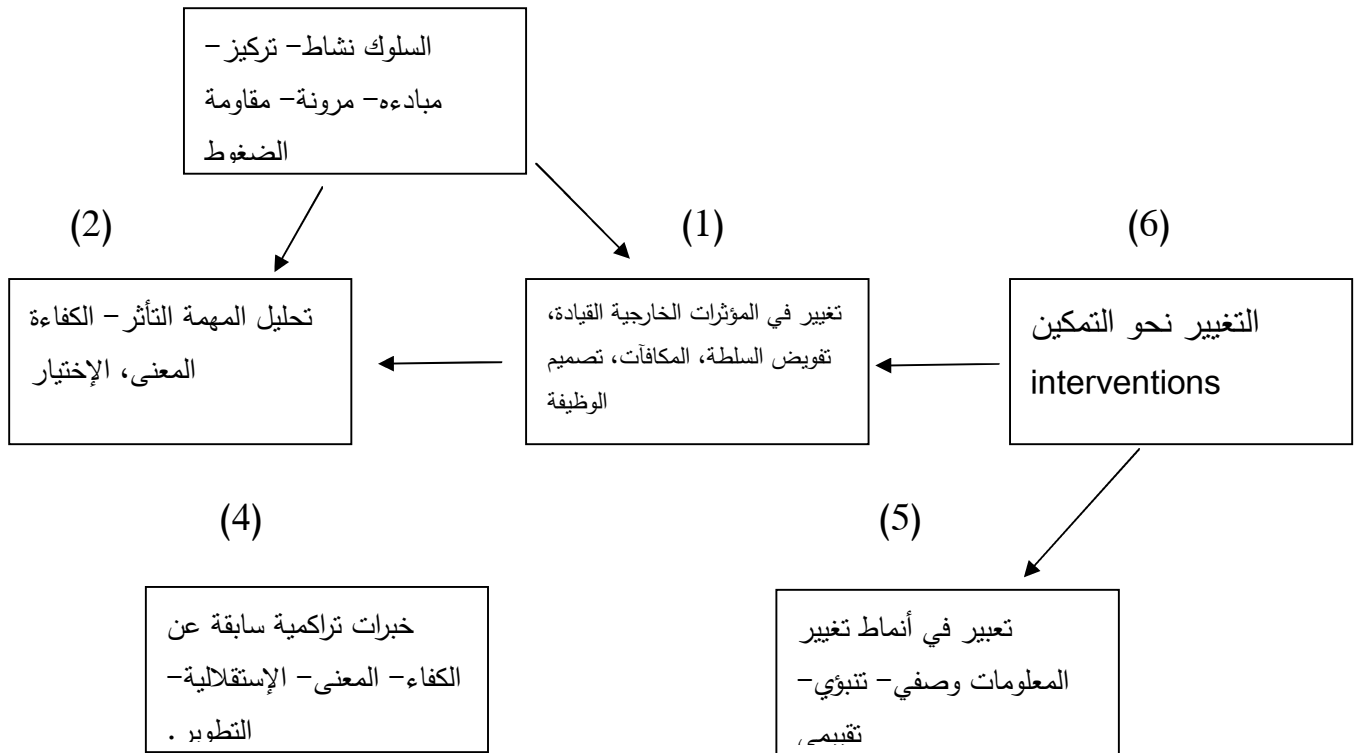 السلوك نشاط– تركيز–
مبادءه– مرونة– مقاومة
الضغوط
(6)
(1)
(2)
التغيير نحو التمكين
interventions
تغيير في المؤثرات الخارجية القيادة،
تفويض السلطة، المكافآت، تصميم
الوظيفة
تحليل المهمة التأثر– الكفاءة
المعنى، الإختيار
(5)
(4)
تعبير في أنماط تغيير
المعلومات وصفي– تنبؤي–
تقييمي
خبرات تراكمية سابقة عن
الكفاء– المعنى– الإستقلالية–
التطوير.